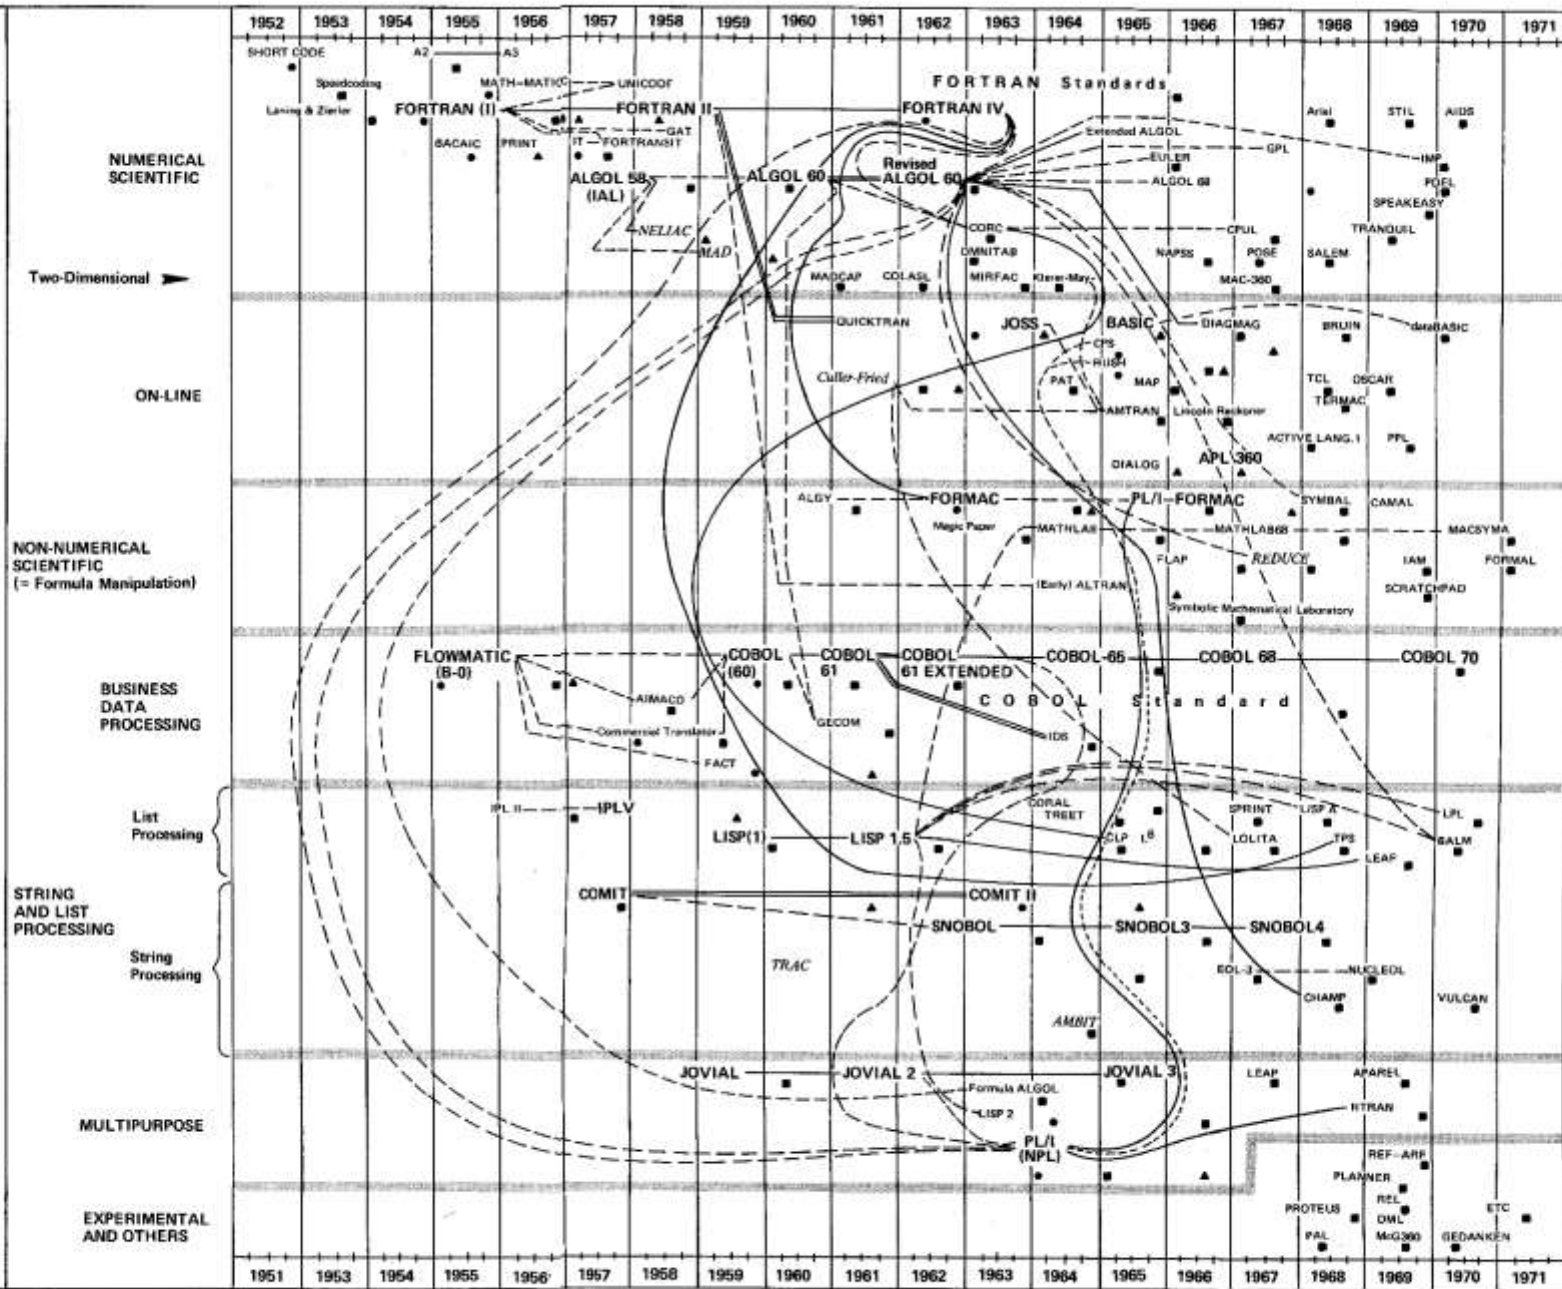 1952 1953 1954 1955 1956 1957 1958 1959 1960 1961 1962 1963 1964 1965 1966 1967 1968 1969 1970 1971
SHORT CODE A2 A3
Speedcoding MATH-MATIC UNICODE FORTRAN Standards
Laning & Zierler FORTRAN (I) FORTRAN II FORTRAN IV Ariel STIL AIDS
GAT Extended ALGOL
BACAIC PRINT IT FORTRANSIT GPL
NUMERICAL
SCIENTIFIC
Revised
ALGOL 60
EULER IMP
ALGOL 58
(IAL)
ALGOL 60 ALGOL 68 POEL
SPEAKEASY
NELIAC CORC CPUL TRANQUIL
MAD OMNITAB NAPSS POSE SALEM
Two-Dimensional MADCAP COLASL MIRFAC Klerer-May MAC-360
QUICKTRAN JOSS BASIC DIAGMAG BRUIN dataBASIC
CPS
RUSH
Culler-Fried PAT MAP TCL OSCAR
ON-LINE TERMAC
AMTRAN Lincoln Reckoner
ACTIVE LANG. I PPL
DIALOG APL 360
ALGY FORMAC PL/I-FORMAC SYMBAL CAMAL
Magic Paper MATHLAB MATHLAB68 MACSYMA
NON-NUMERICAL
SCIENTIFIC
(= Formula Manipulation)
FLAP REDUCE IAM FORMAL
(Early) ALTRAN SCRATCHPAD
Symbolic Mathematical Laboratory
FLOWMATIC
(B-0)
COBOL
(60)
COBOL
61
COBOL
61 EXTENDED
COBOL-65 COBOL 68 COBOL 70
BUSINESS
DATA
PROCESSING
AIMACO COBOL Standard
Commercial Translator GECOM IDS
FACT
List
Processing
IPL II IPLV CORAL SPRINT LISP A LPL
TREET
LISP(1) LISP 1.5 CLP L6 LOLITA TPS BALM
LEAF
STRING
AND LIST
PROCESSING
COMIT COMIT II
SNOBOL SNOBOL3 SNOBOL4
String
Processing
TRAC EOL-3 NUCLEOL
CHAMP VULCAN
AMBIT
JOVIAL JOVIAL 2 JOVIAL 3 LEAP APAREL
Formula ALGOL
LISP 2
MULTIPURPOSE
PL/I
(NPL)
REF-ARF
PLANNER
REL
EXPERIMENTAL
AND OTHERS
PROTEUS DML ETC
PAL McG360 GEDANKEN
1951 1953 1954 1955 1956 1957 1958 1959 1960 1961 1962 1963 1964 1965 1966 1967 1968 1969 1970 1971